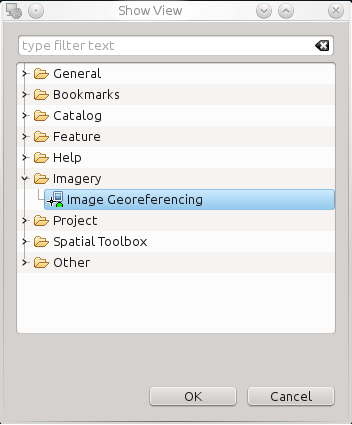 Show View
type filter text
General
Bookmarks
Catalog
Feature
Help
Imagery
Image Georeferencing
Project
Spatial Toolbox
Other
OK
Cancel